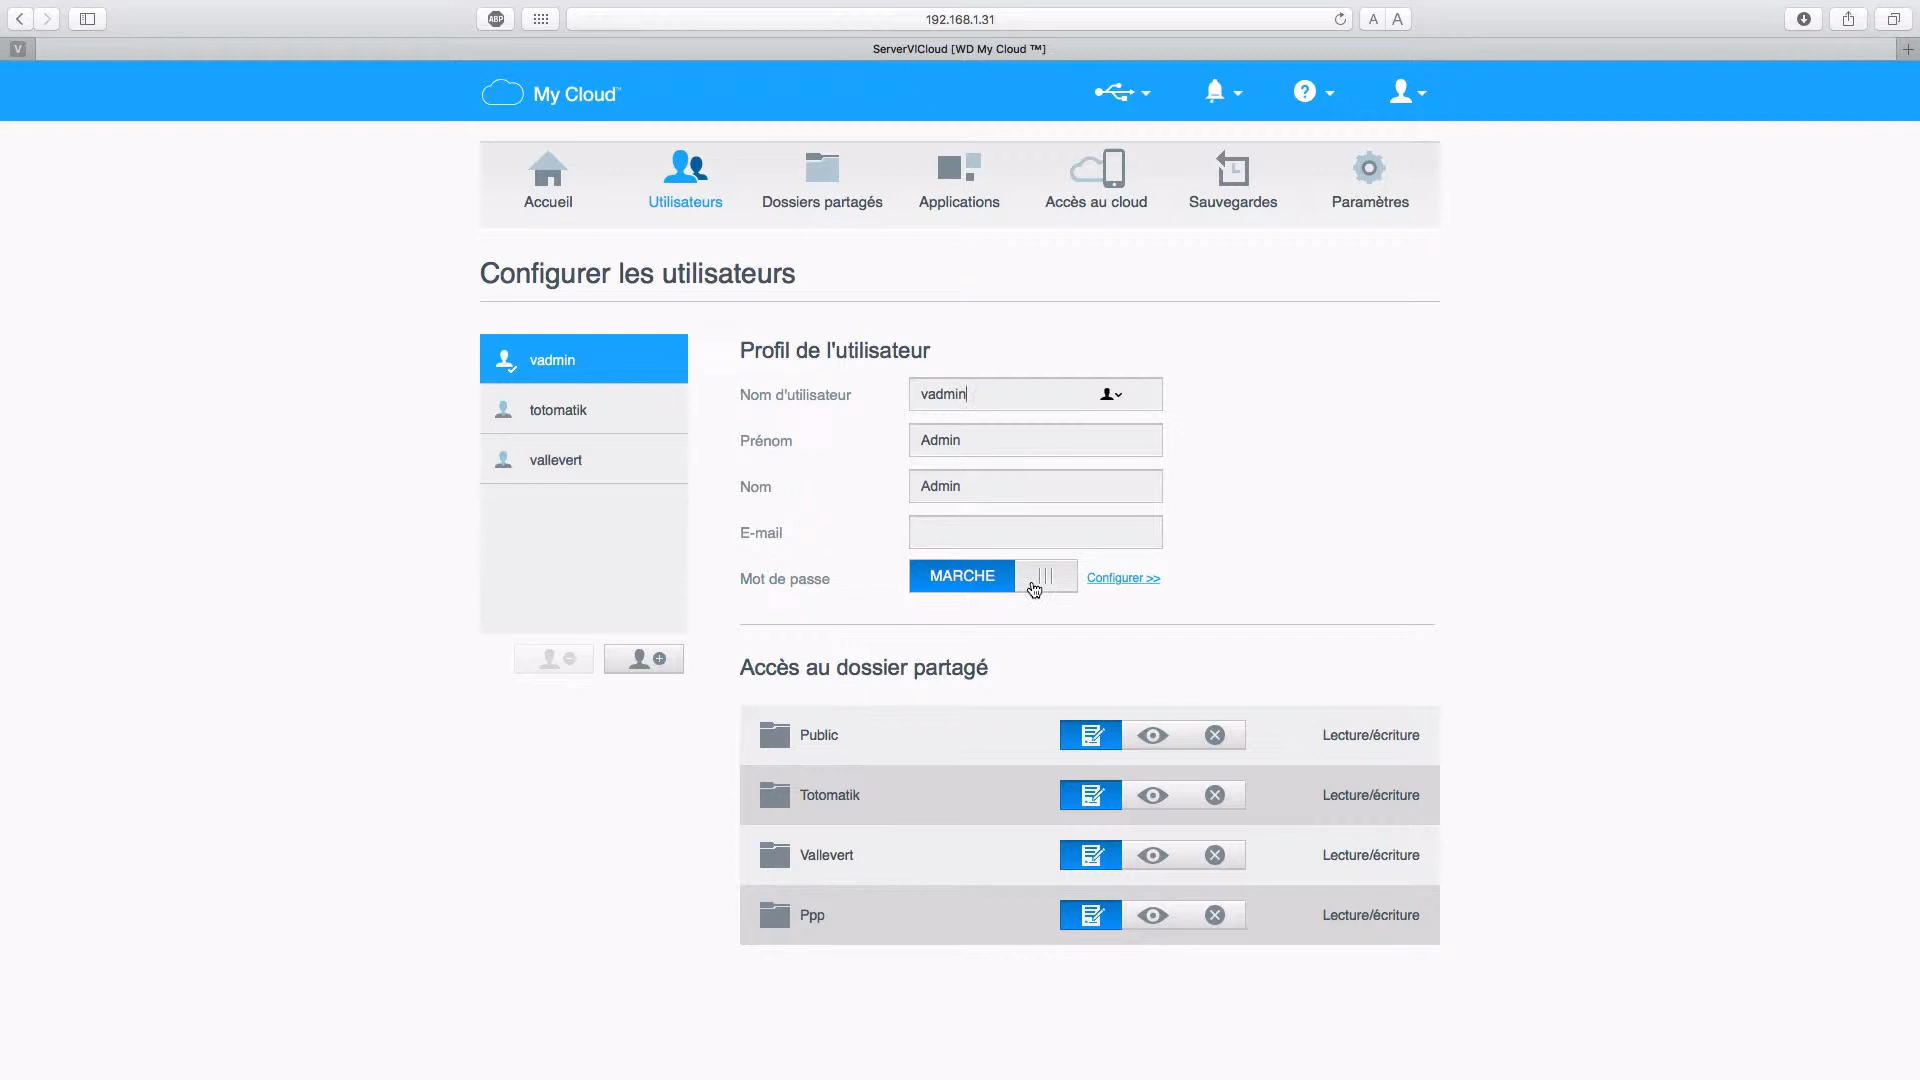 ABP
192.168.1.31
A A
V
ServerVlCloud [WD My Cloud ™]
My Cloud™
Accueil
Utilisateurs
Dossiers partagés
Applications
Accès au cloud
Sauvegardes
Paramètres
Configurer les utilisateurs
vadmin
totomatik
vallevert
Profil de l'utilisateur
Nom d'utilisateur
vadmin
Prénom
Admin
Nom
Admin
E-mail
Mot de passe
MARCHE
Configurer >>
Accès au dossier partagé
Public
Lecture/écriture
Totomatik
Lecture/écriture
Vallevert
Lecture/écriture
Ppp
Lecture/écriture